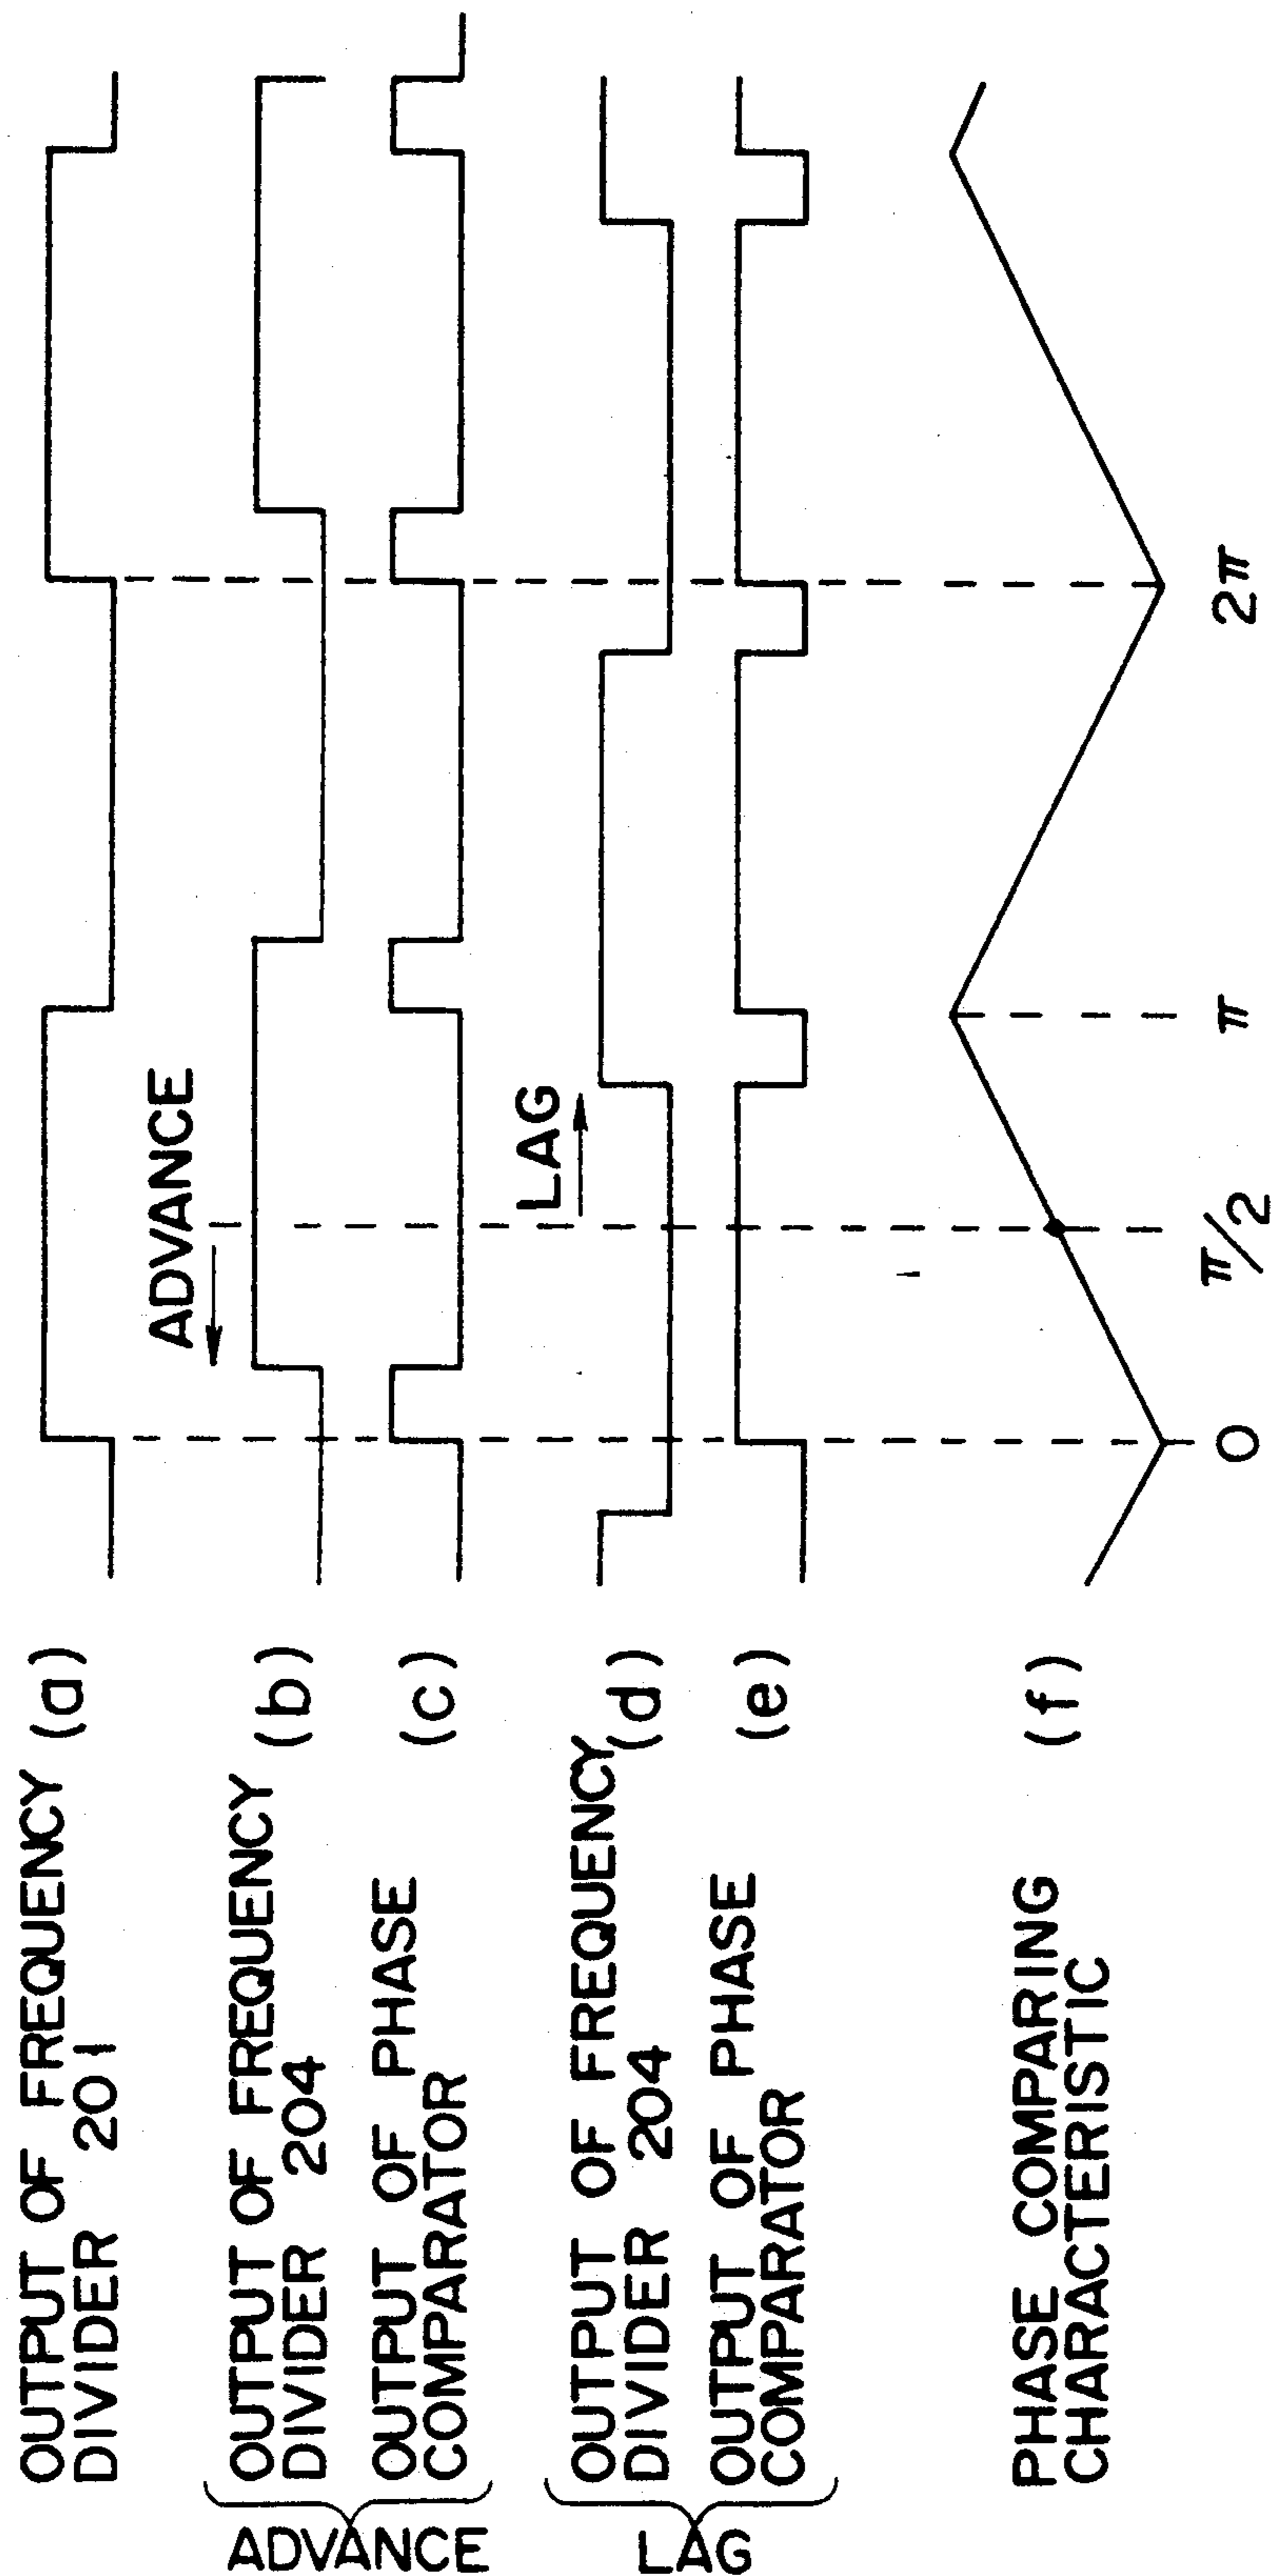 OUTPUT OF FREQUENCY
DIVIDER 201
(a)
ADVANCE
OUTPUT OF FREQUENCY
DIVIDER 204
(b)
OUTPUT OF PHASE
COMPARATOR
(c)
ADVANCE
LAG
OUTPUT OF FREQUENCY
DIVIDER 204
(d)
OUTPUT OF PHASE
COMPARATOR
(e)
LAG
PHASE COMPARING
CHARACTERISTIC
(f)
0
π/2
π
2π